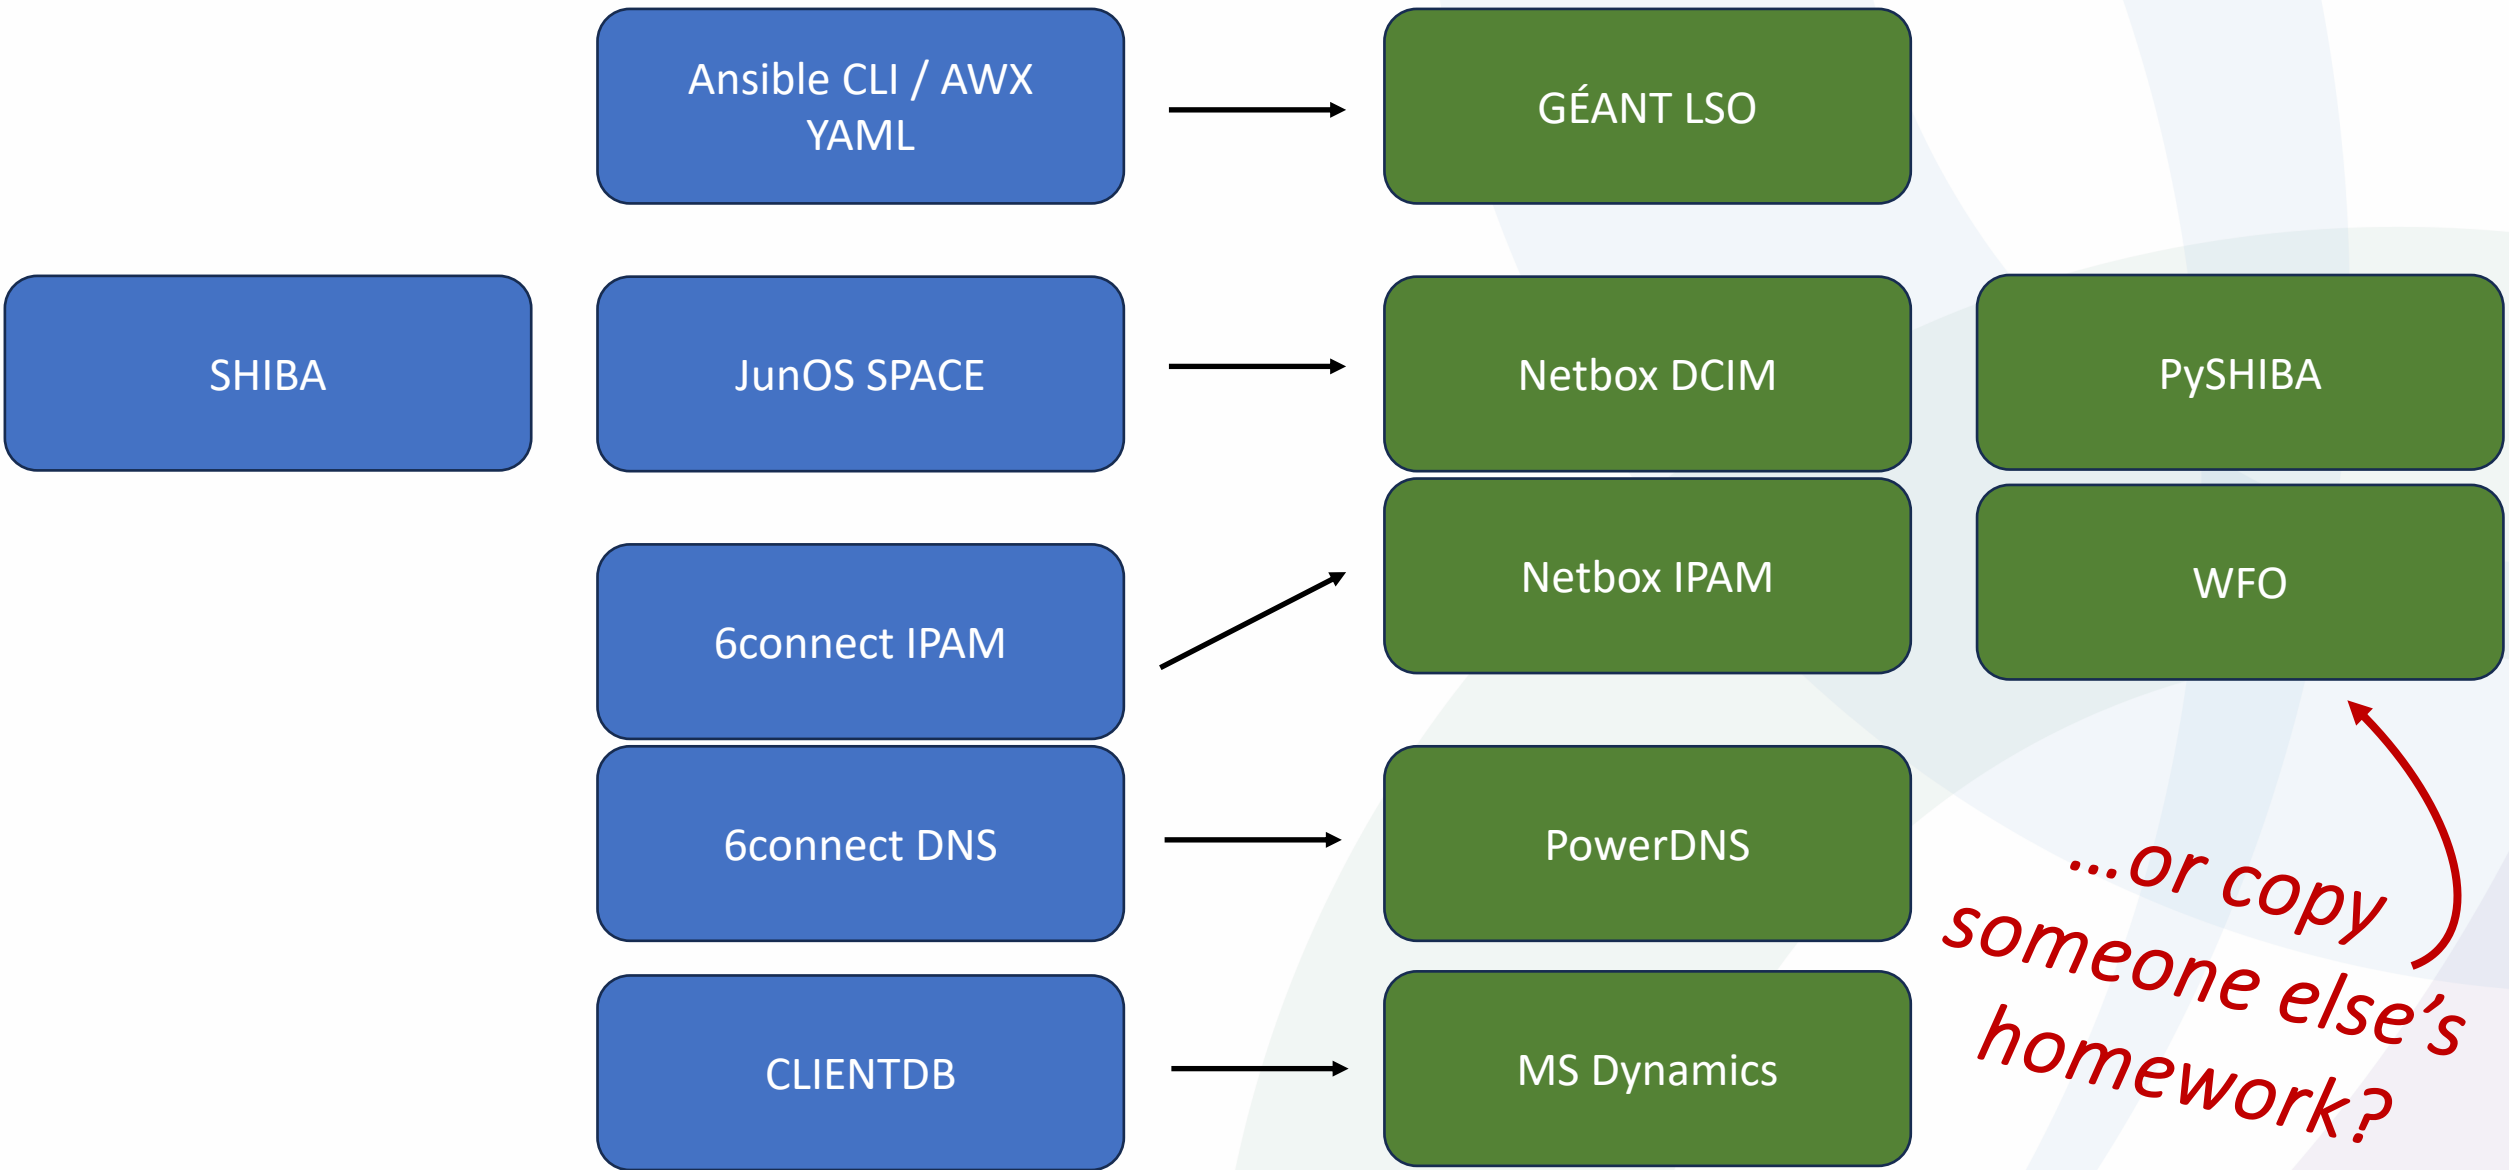 Ansible CLI / AWX
YAML
GÉANT LSO
SHIBA
JunOS SPACE
Netbox DCIM
PySHIBA
6connect IPAM
Netbox IPAM
WFO
6connect DNS
PowerDNS
CLIENTDB
MS Dynamics
...or copy
someone else’s
homework?